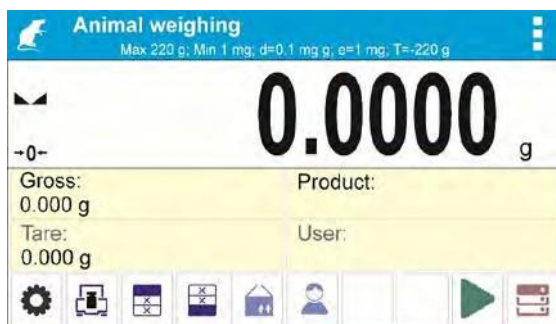 Animal weighing
Max 220 g; Min 1 mg; d=0.1 mg g; e=1 mg; T=-220 g
0.0000 g
→0←
Gross:
0.000 g
Product:
Tare:
0.000 g
User: